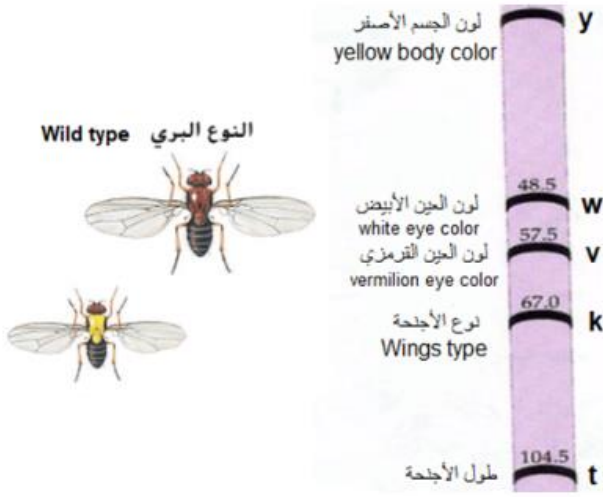 لون الجسم الأصفر y
yellow body color
Wild type النوع البري
48.5
لون العين الأبيض w
white eye color
57.5
لون العين القرمزي v
vermilion eye color
67.0
نوع الأجنحة k
Wings type
104.5
طول الأجنحة t